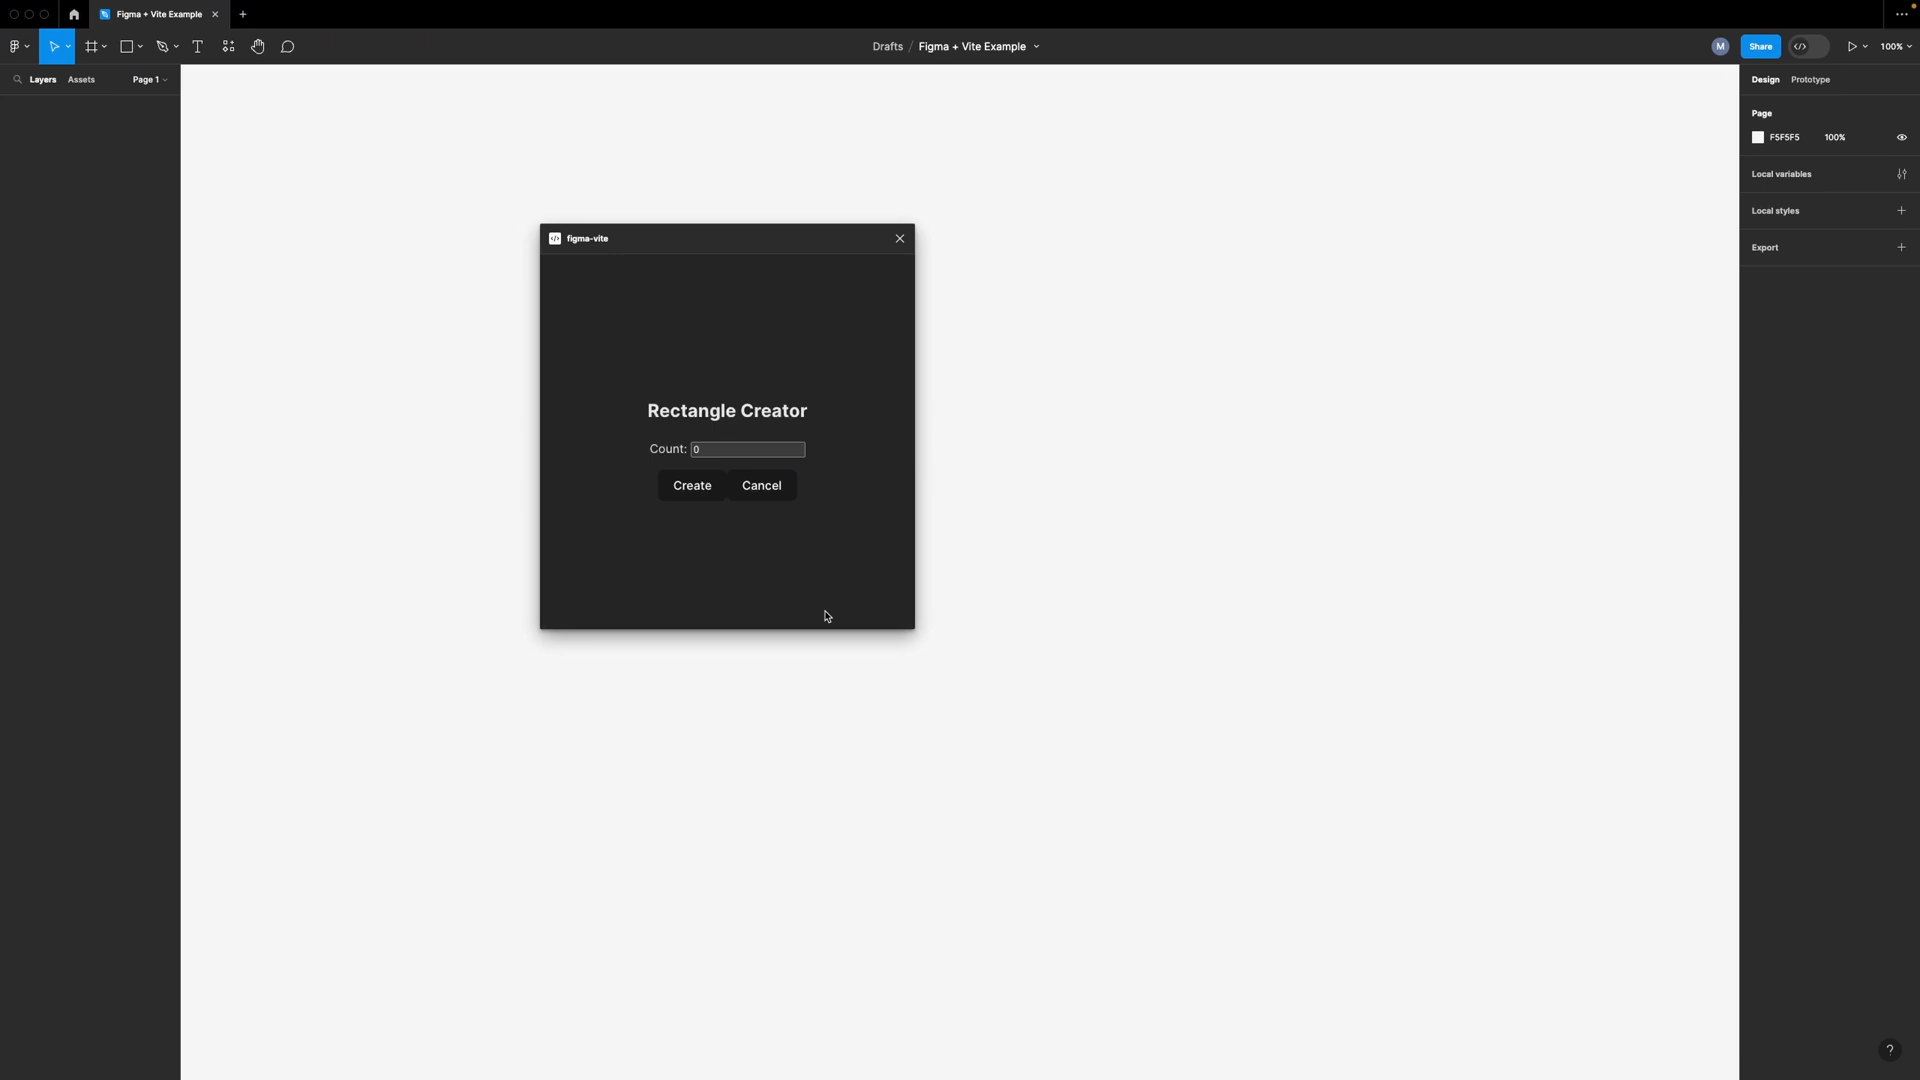 Figma + Vite Example
Drafts / Figma + Vite Example
M
Share
100%
Layers Assets Page 1
Design Prototype
Page
F5F5F5 100%
Local variables
Local styles
Export
figma-vite
Rectangle Creator
Count: 0
Create Cancel
?